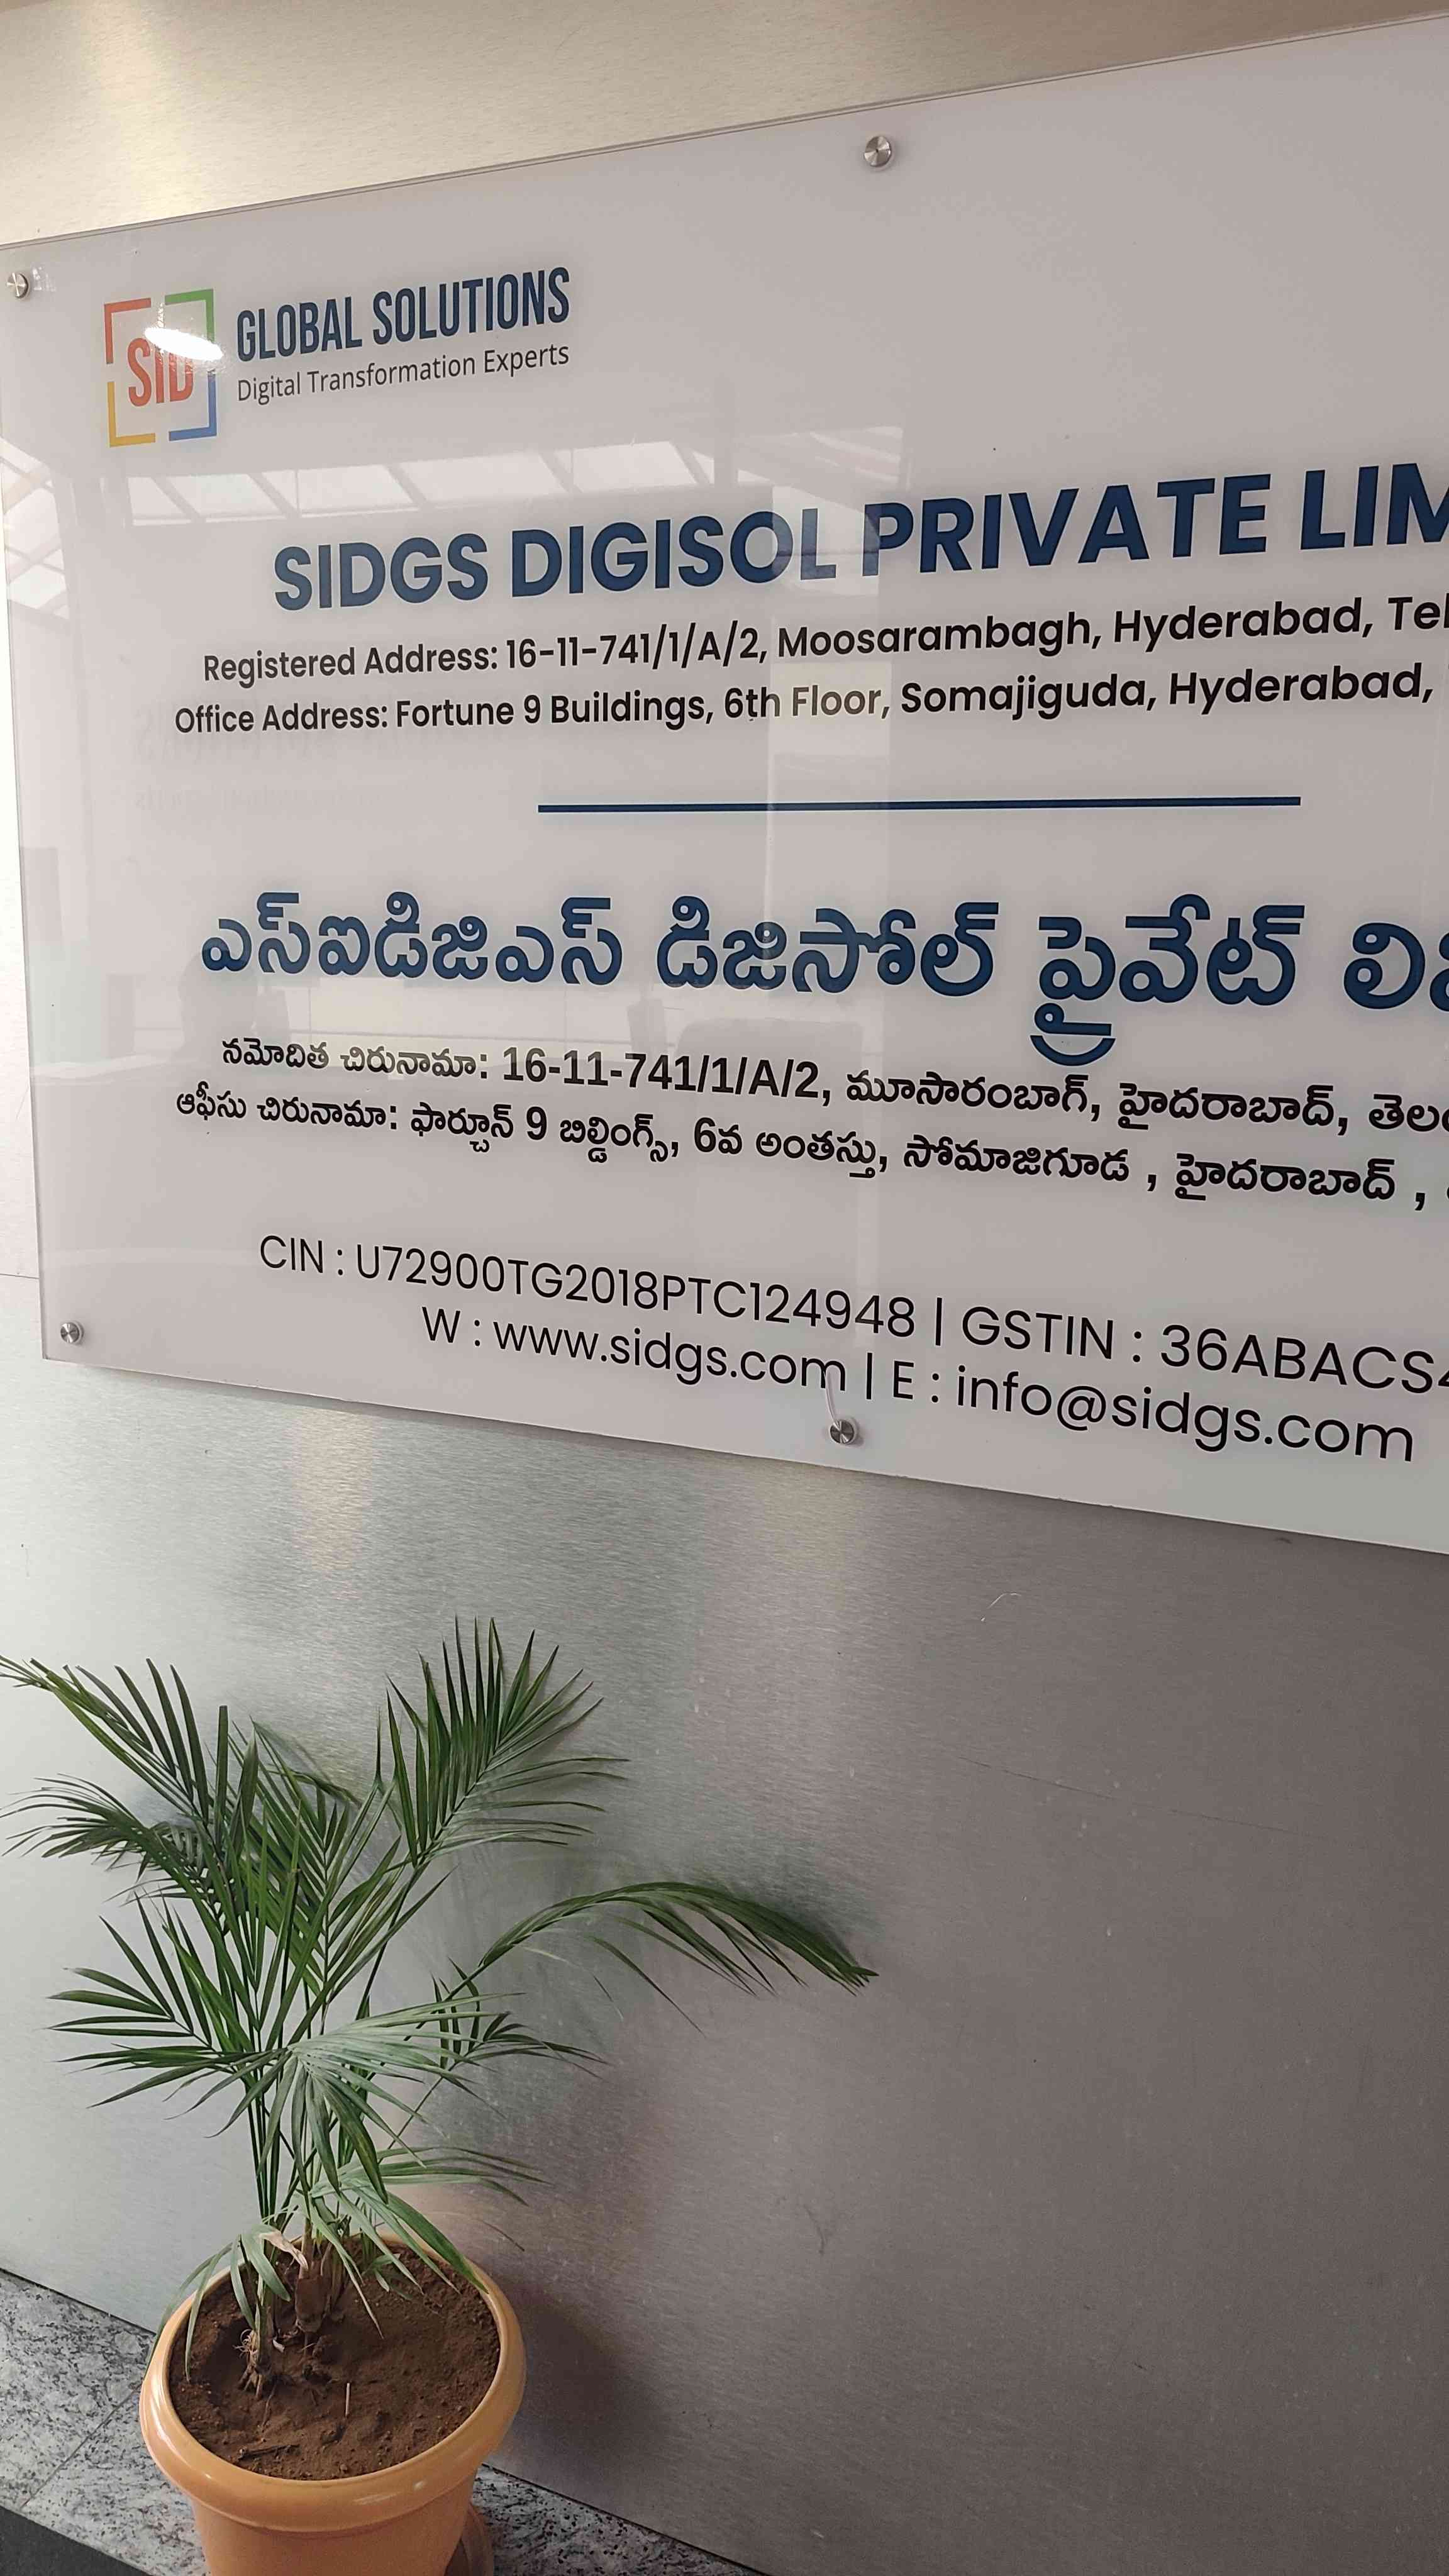 SID
GLOBAL SOLUTIONS
Digital Transformation Experts
SIDGS DIGISOL PRIVATE LIM
Registered Address: 16-11-741/1/A/2, Moosarambagh, Hyderabad, Tel
Office Address: Fortune 9 Buildings, 6th Floor, Somajiguda, Hyderabad,
ఎస్ఐడిజిఎస్ డిజిసోల్ ప్రైవేట్ లి
నమోదిత చిరునామా: 16-11-741/1/A/2, మూసారంబాగ్, హైదరాబాద్, తెల
ఆఫీసు చిరునామా: ఫార్చూన్ 9 బిల్డింగ్స్, 6వ అంతస్తు, సోమాజిగూడ , హైదరాబాద్ ,
CIN : U72900TG2018PTC124948 | GSTIN : 36ABACS
W : www.sidgs.com | E : info@sidgs.com